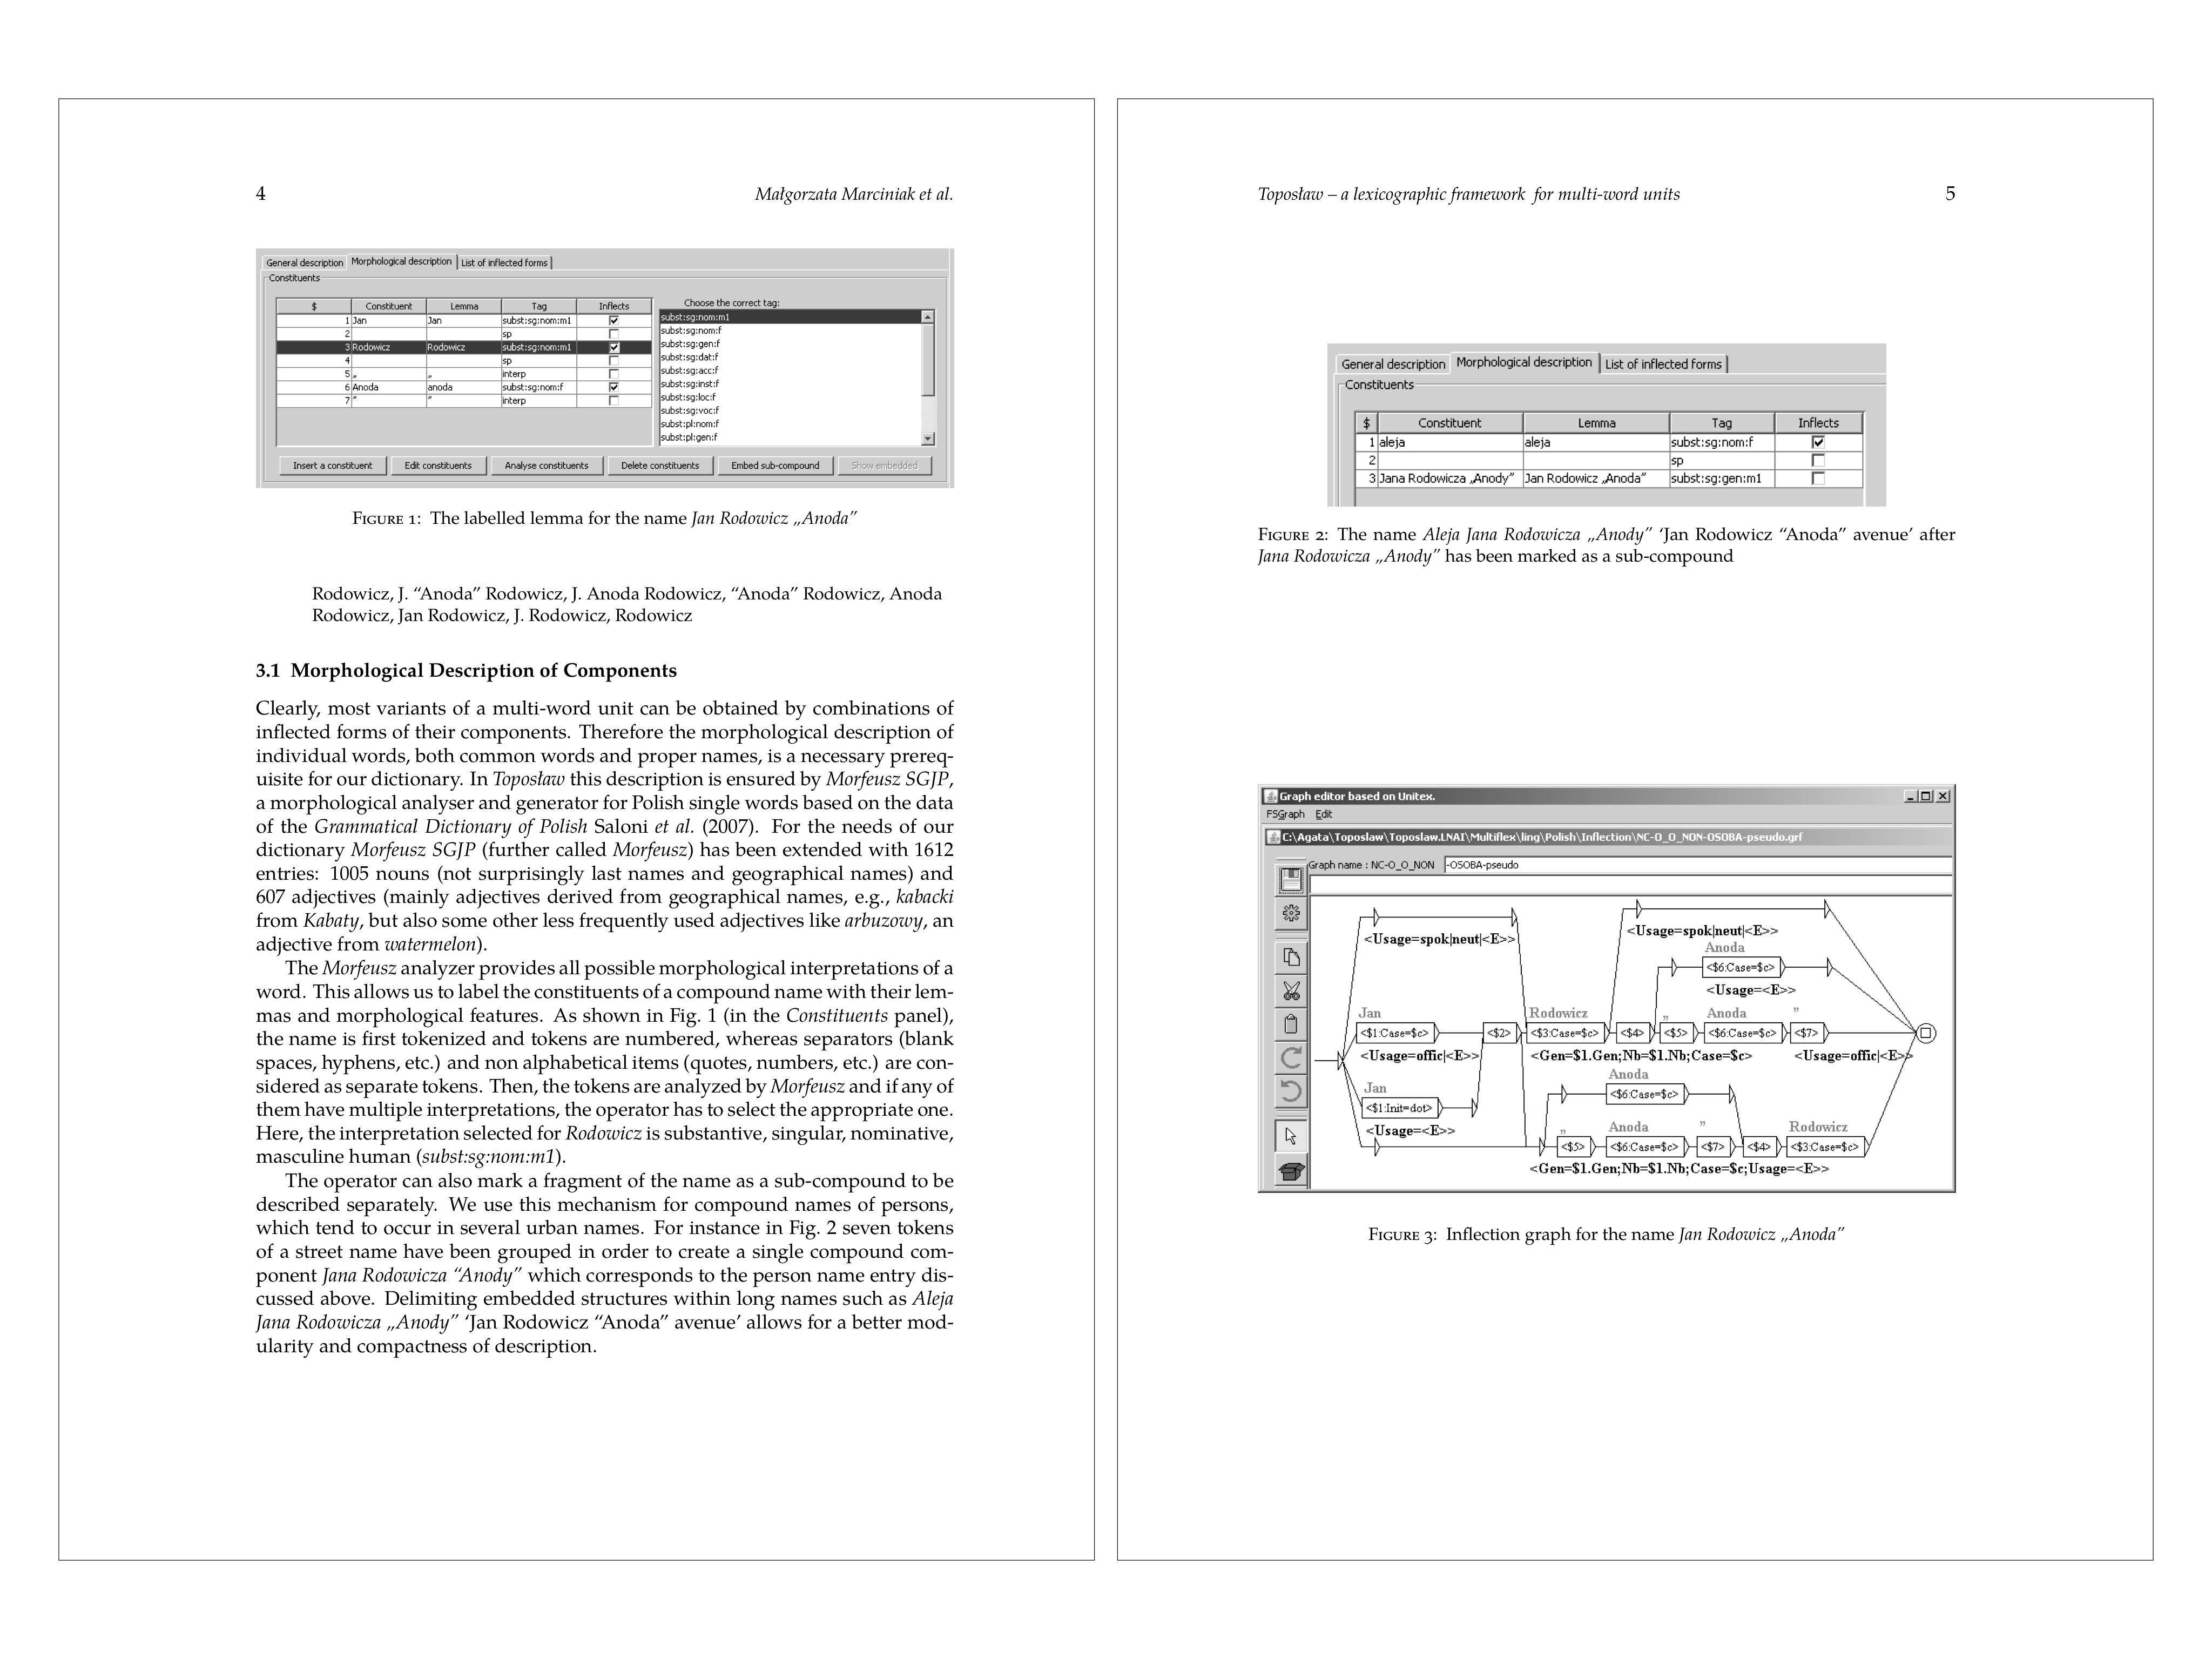 4 Małgorzata Marciniak et al.
General description Morphological description List of inflected forms
Constituents
$ Constituent Lemma Tag Inflects
1 Jan Jan subst:sg:nom:m1
2 sp
3 Rodowicz Rodowicz subst:sg:nom:m1
4 sp
5 „ „ interp
6 Anoda anoda subst:sg:nom:f
7 ” ” interp
Choose the correct tag:
subst:sg:nom:m1
subst:sg:nom:f
subst:sg:gen:f
subst:sg:dat:f
subst:sg:acc:f
subst:sg:inst:f
subst:sg:loc:f
subst:sg:voc:f
subst:pl:nom:f
subst:pl:gen:f
Insert a constituent Edit constituents Analyse constituents Delete constituents Embed sub-compound Show embedded
Figure 1: The labelled lemma for the name Jan Rodowicz „Anoda”
Rodowicz, J. “Anoda” Rodowicz, J. Anoda Rodowicz, “Anoda” Rodowicz, Anoda
Rodowicz, Jan Rodowicz, J. Rodowicz, Rodowicz
3.1 Morphological Description of Components
Clearly, most variants of a multi-word unit can be obtained by combinations of
inflected forms of their components. Therefore the morphological description of
individual words, both common words and proper names, is a necessary prereq-
uisite for our dictionary. In Toposław this description is ensured by Morfeusz SGJP,
a morphological analyser and generator for Polish single words based on the data
of the Grammatical Dictionary of Polish Saloni et al. (2007). For the needs of our
dictionary Morfeusz SGJP (further called Morfeusz) has been extended with 1612
entries: 1005 nouns (not surprisingly last names and geographical names) and
607 adjectives (mainly adjectives derived from geographical names, e.g., kabacki
from Kabaty, but also some other less frequently used adjectives like arbuzowy, an
adjective from watermelon).
The Morfeusz analyzer provides all possible morphological interpretations of a
word. This allows us to label the constituents of a compound name with their lem-
mas and morphological features. As shown in Fig. 1 (in the Constituents panel),
the name is first tokenized and tokens are numbered, whereas separators (blank
spaces, hyphens, etc.) and non alphabetical items (quotes, numbers, etc.) are con-
sidered as separate tokens. Then, the tokens are analyzed by Morfeusz and if any of
them have multiple interpretations, the operator has to select the appropriate one.
Here, the interpretation selected for Rodowicz is substantive, singular, nominative,
masculine human (subst:sg:nom:m1).
The operator can also mark a fragment of the name as a sub-compound to be
described separately. We use this mechanism for compound names of persons,
which tend to occur in several urban names. For instance in Fig. 2 seven tokens
of a street name have been grouped in order to create a single compound com-
ponent Jana Rodowicza “Anody” which corresponds to the person name entry dis-
cussed above. Delimiting embedded structures within long names such as Aleja
Jana Rodowicza „Anody” ‘Jan Rodowicz “Anoda” avenue’ allows for a better mod-
ularity and compactness of description.
Toposław – a lexicographic framework for multi-word units 5
General description Morphological description List of inflected forms
Constituents
$ Constituent Lemma Tag Inflects
1 aleja aleja subst:sg:nom:f
2 sp
3 Jana Rodowicza „Anody” Jan Rodowicz „Anoda” subst:sg:gen:m1
Figure 2: The name Aleja Jana Rodowicza „Anody” ‘Jan Rodowicz “Anoda” avenue’ after
Jana Rodowicza „Anody” has been marked as a sub-compound
Graph editor based on Unitex.
FSGraph Edit
C:\Agata\Toposlaw\Toposlaw.LNAI\Multiflex\ling\Polish\Inflection\NC-O_O_NON-OSOBA-pseudo.grf
Graph name : NC-O_O_NON -OSOBA-pseudo
<Usage=spok|neut|<E>> <Usage=spok|neut|<E>>
Anoda
<$6:Case=$c>
<Usage=<E>>
Jan Rodowicz „ Anoda ”
<$1:Case=$c> <$2> <$3:Case=$c> <$4> <$5> <$6:Case=$c> <$7>
<Usage=offic|<E>> <Gen=$1.Gen;Nb=$1.Nb;Case=$c> <Usage=offic|<E>>
Anoda
<$6:Case=$c>
Jan
<$1:Init=dot>
<Usage=<E>>
„ Anoda ” Rodowicz
<$5> <$6:Case=$c> <$7> <$4> <$3:Case=$c>
<Gen=$1.Gen;Nb=$1.Nb;Case=$c;Usage=<E>>
Figure 3: Inflection graph for the name Jan Rodowicz „Anoda”